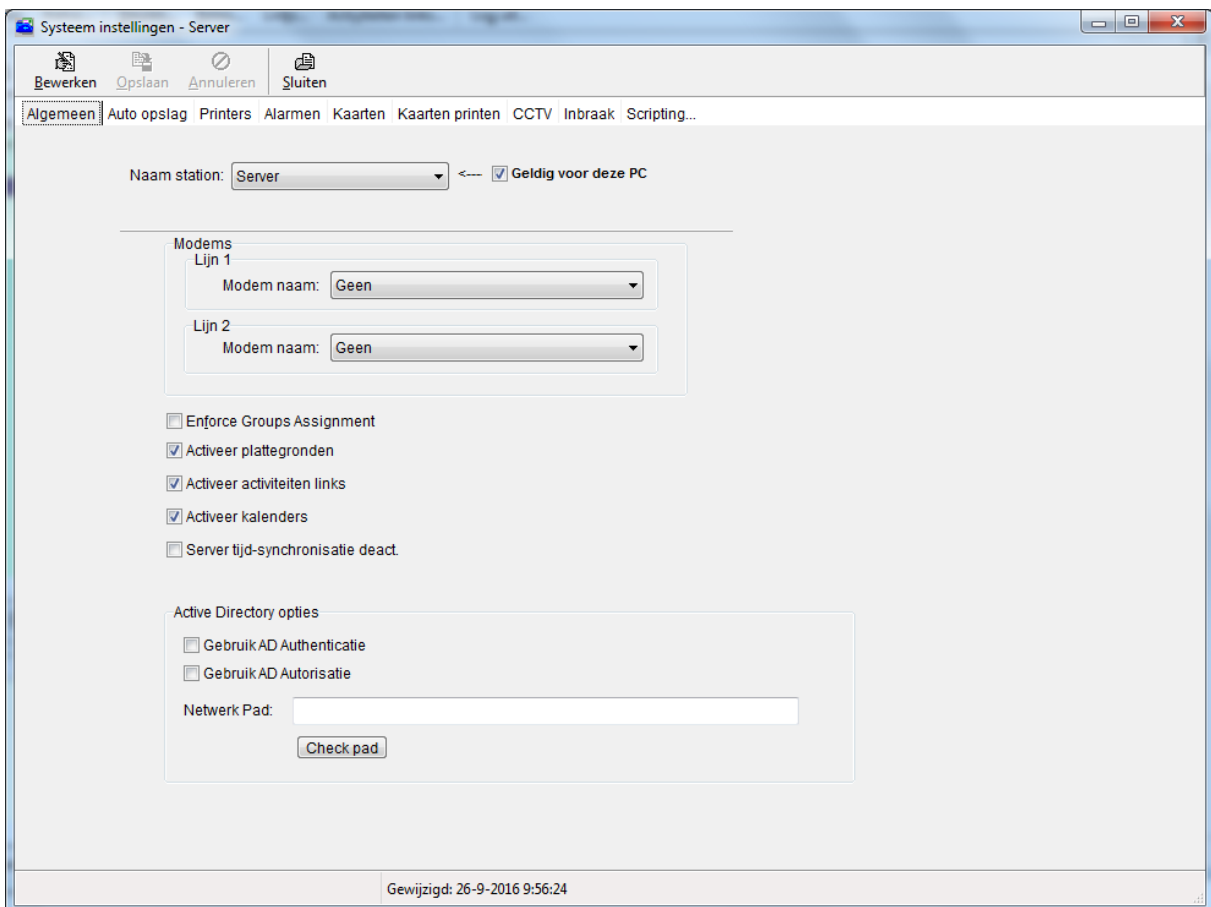 Systeem instellingen - Server
Bewerken Opslaan Annuleren Sluiten
Algemeen Auto opslag Printers Alarmen Kaarten Kaarten printen CCTV Inbraak Scripting...
Naam station: Server <--- Geldig voor deze PC
Modems
Lijn 1
Modem naam: Geen
Lijn 2
Modem naam: Geen
Enforce Groups Assignment
Activeer plattegronden
Activeer activiteiten links
Activeer kalenders
Server tijd-synchronisatie deact.
Active Directory opties
Gebruik AD Authenticatie
Gebruik AD Autorisatie
Netwerk Pad:
Check pad
Gewijzigd: 26-9-2016 9:56:24